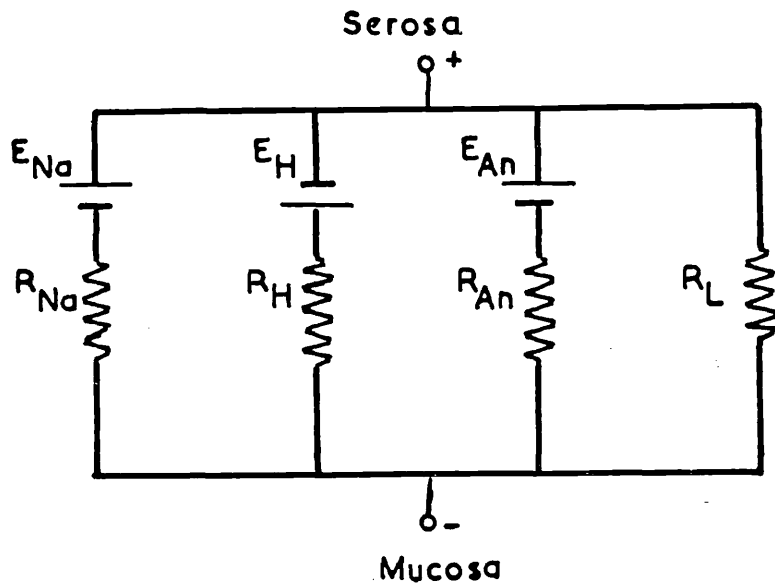 Serosa
+
E_Na E_H E_An
R_Na R_H R_An R_L
-
Mucosa